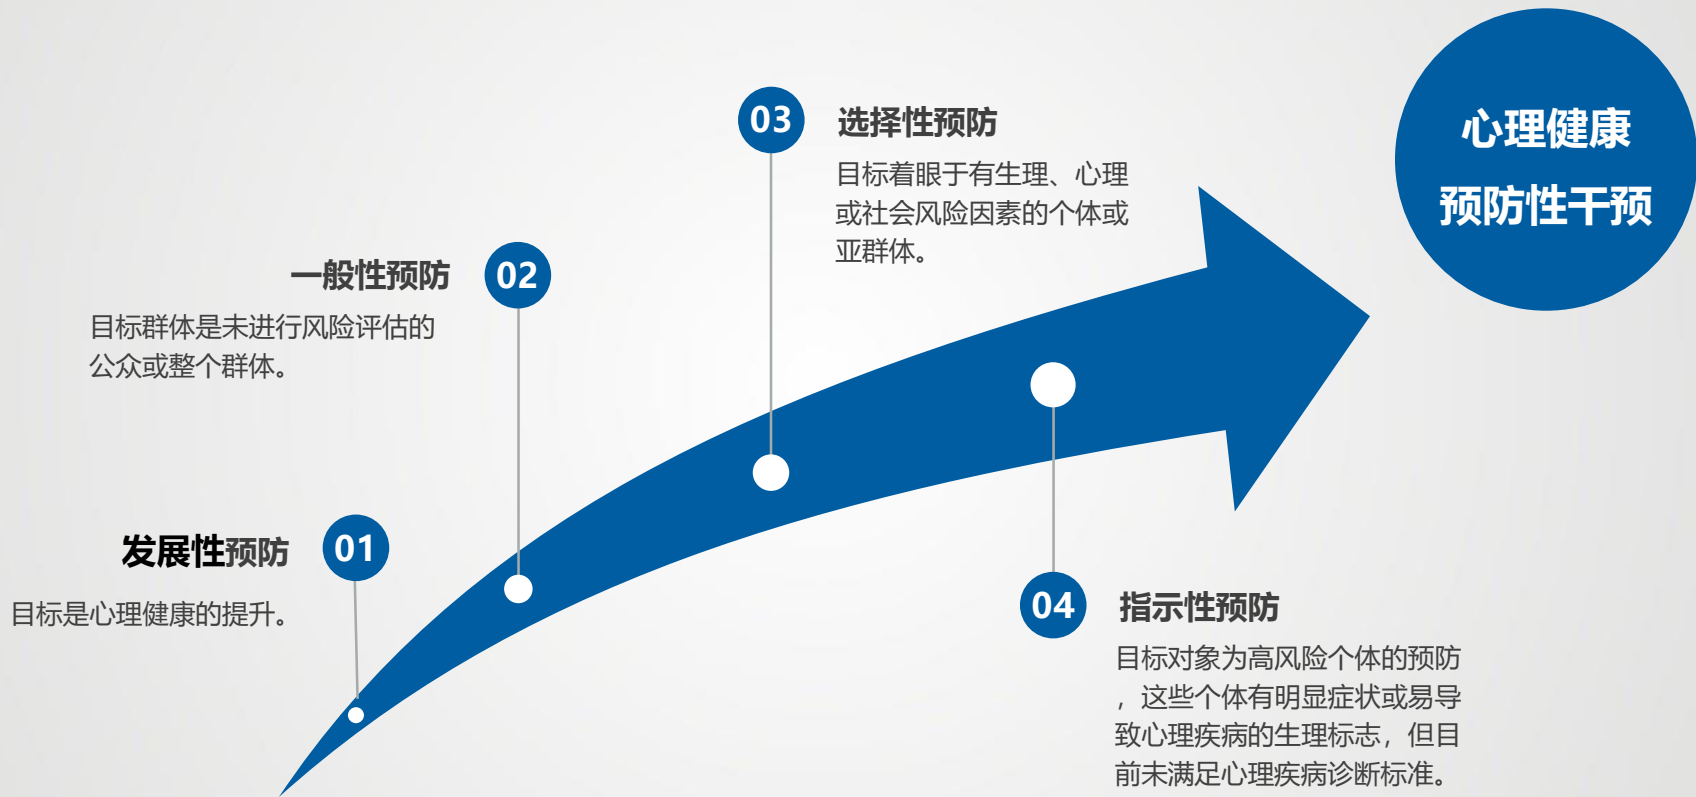 心理健康
预防性干预
03
选择性预防
目标着眼于有生理、心理
或社会风险因素的个体或
亚群体。
一般性预防
02
目标群体是未进行风险评估的
公众或整个群体。
发展性预防
01
目标是心理健康的提升。
04
指示性预防
目标对象为高风险个体的预防
，这些个体有明显症状或易导
致心理疾病的生理标志，但目
前未满足心理疾病诊断标准。